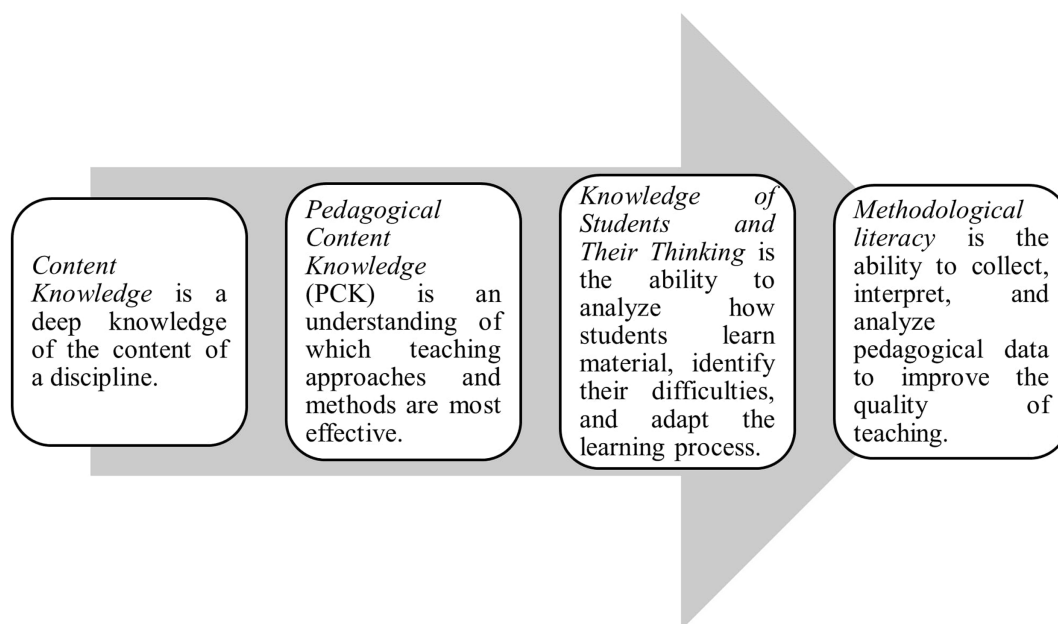 Content
Knowledge is a
deep knowledge
of the content of
a discipline.
Pedagogical
Content
Knowledge
(PCK) is an
understanding of
which teaching
approaches and
methods are most
effective.
Knowledge of
Students and
Their Thinking is
the ability to
analyze how
students learn
material, identify
their difficulties,
and adapt the
learning process.
Methodological
literacy is the
ability to collect,
interpret, and
analyze
pedagogical data
to improve the
quality of
teaching.